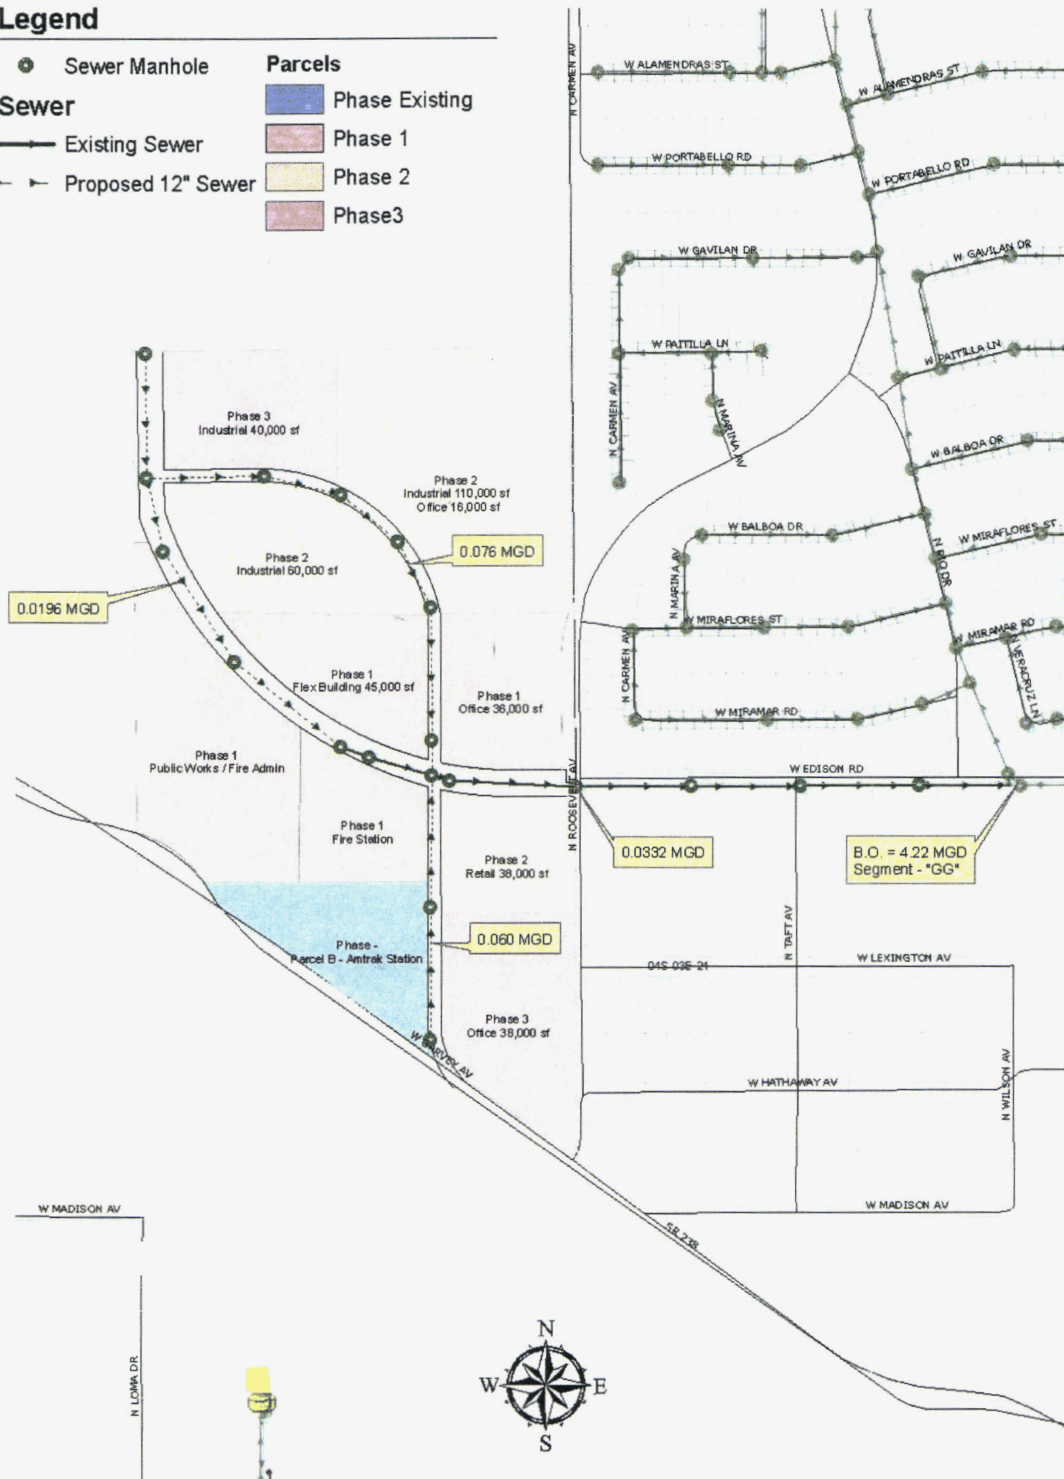 Legend
Sewer Manhole
Sewer
Existing Sewer
Proposed 12" Sewer
Parcels
Phase Existing
Phase 1
Phase 2
Phase3
N CARMEN AV
W ALAMENDRAS ST
W ALAMENDRAS ST
W PORTABELLO RD
W PORTABELLO RD
W GAVILAN DR
W GAVILAN DR
W PAITILLA LN
W PAITILLA LN
N CARMEN AV
N MARINA AV
W BALBOA DR
W BALBOA DR
N MARINA AV
W MIRAFLORES ST
W MIRAFLORES ST
N RIO DR
N CARMEN AV
W MIRAMAR RD
W MIRAMAR RD
N VERACRUZ LN
Phase 3
Industrial 40,000 sf
Phase 2
Industrial 110,000 sf
Office 16,000 sf
0.076 MGD
Phase 2
Industrial 60,000 sf
0.0196 MGD
Phase 1
Flex Building 45,000 sf
Phase 1
Office 36,000 sf
Phase 1
Public Works / Fire Admin
W EDISON RD
N ROOSEVELT AV
Phase 1
Fire Station
0.0332 MGD
B.O. = 4.22 MGD
Segment - "GG"
Phase 2
Retail 38,000 sf
Phase -
Parcel B - Amtrak Station
0.060 MGD
N TAFT AV
04S 03E 21
W LEXINGTON AV
Phase 3
Office 38,000 sf
W GARVEY AV
W HATHAWAY AV
N WILSON AV
W MADISON AV
W MADISON AV
SR 238
N LOMA DR
N
W
E
S